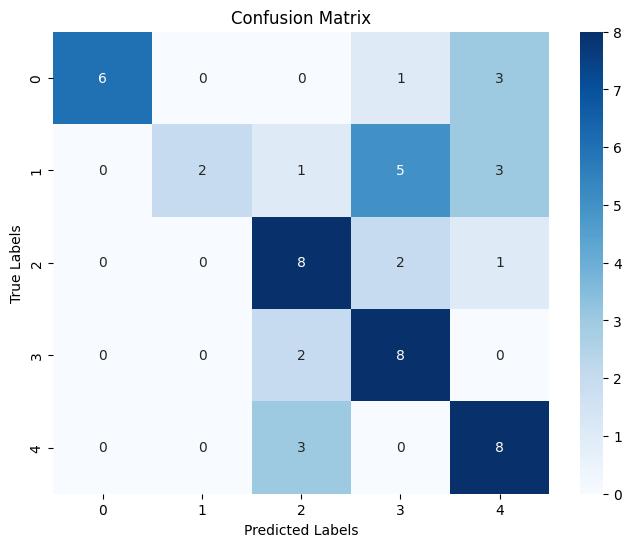 Confusion Matrix
True Labels
0 6 0 0 1 3
1 0 2 1 5 3
2 0 0 8 2 1
3 0 0 2 8 0
4 0 0 3 0 8
0 1 2 3 4
Predicted Labels
8
7
6
5
4
3
2
1
0